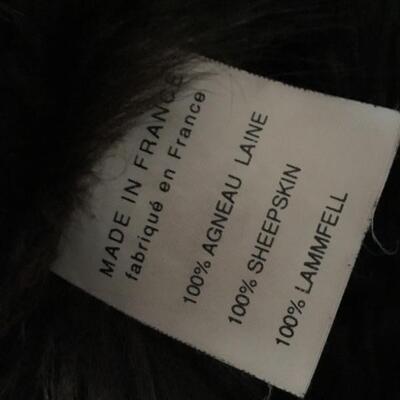 MADE IN FRANCE
fabriqué en France
100% AGNEAU LAINE
100% SHEEPSKIN
100% LAMMFELL